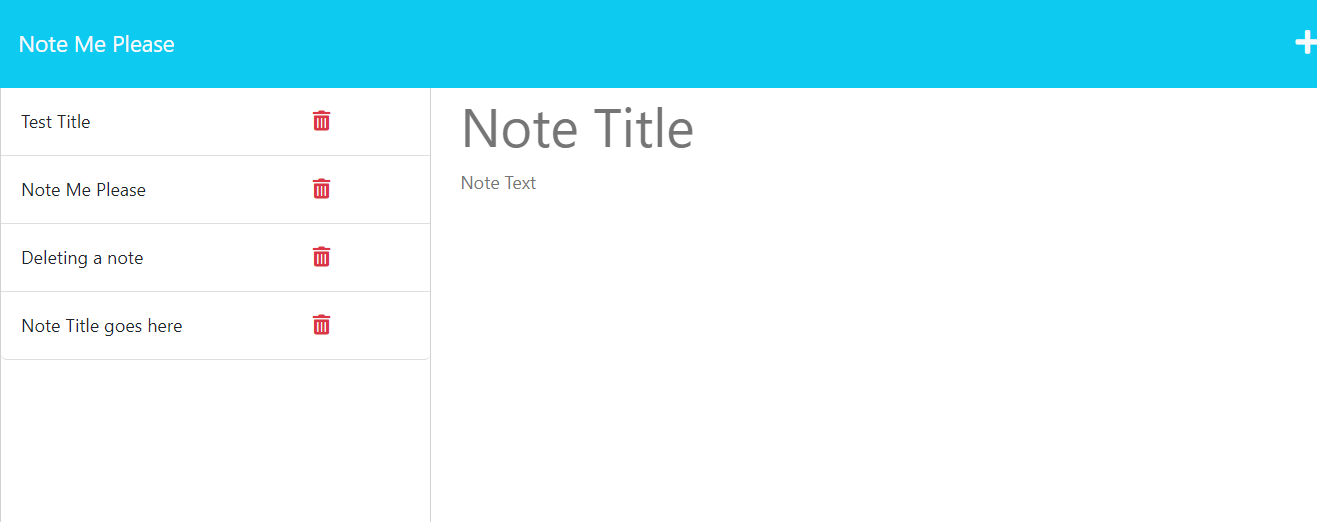 Note Me Please
Test Title
Note Me Please
Deleting a note
Note Title goes here
Note Title
Note Text